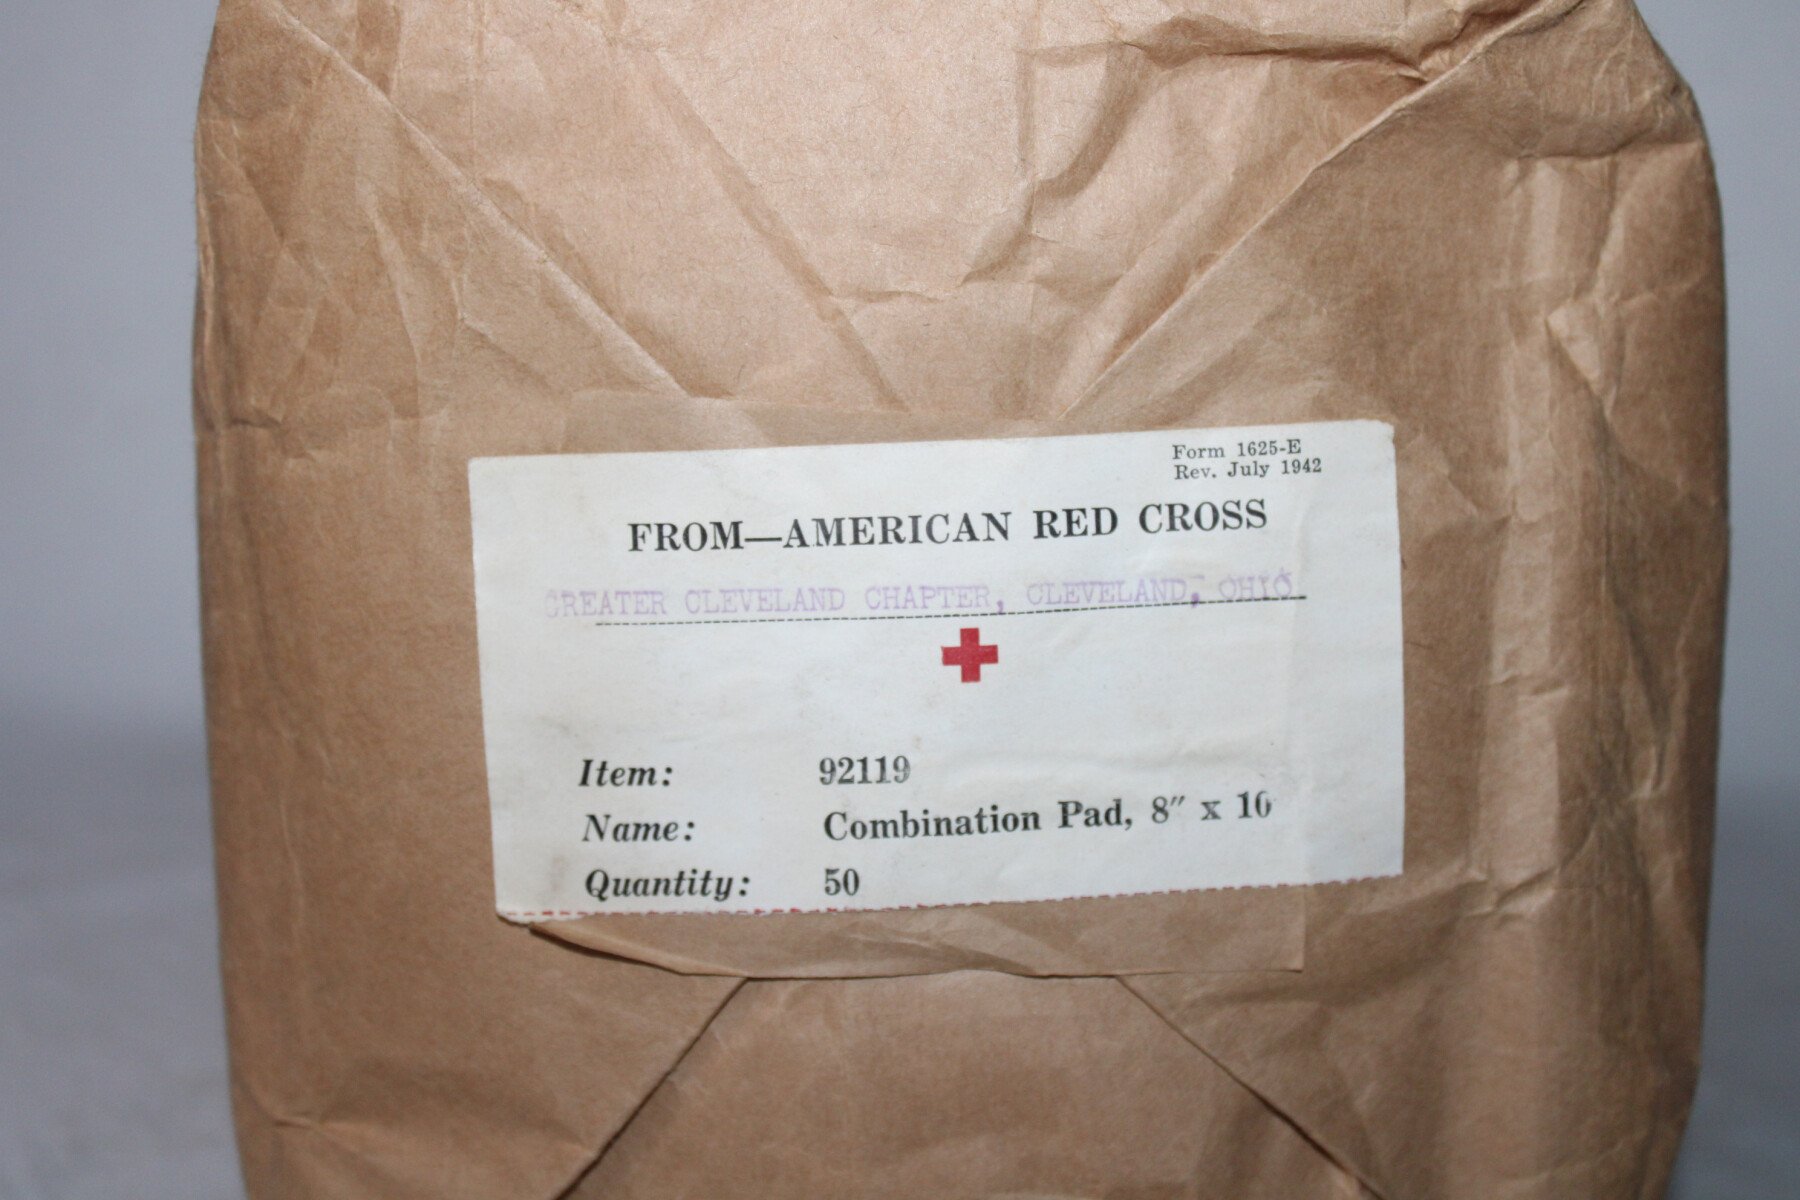 Form 1625-E
Rev. July 1942
FROM—AMERICAN RED CROSS
GREATER CLEVELAND CHAPTER, CLEVELAND, OHIO
Item: 92119
Name: Combination Pad, 8″ x 10
Quantity: 50